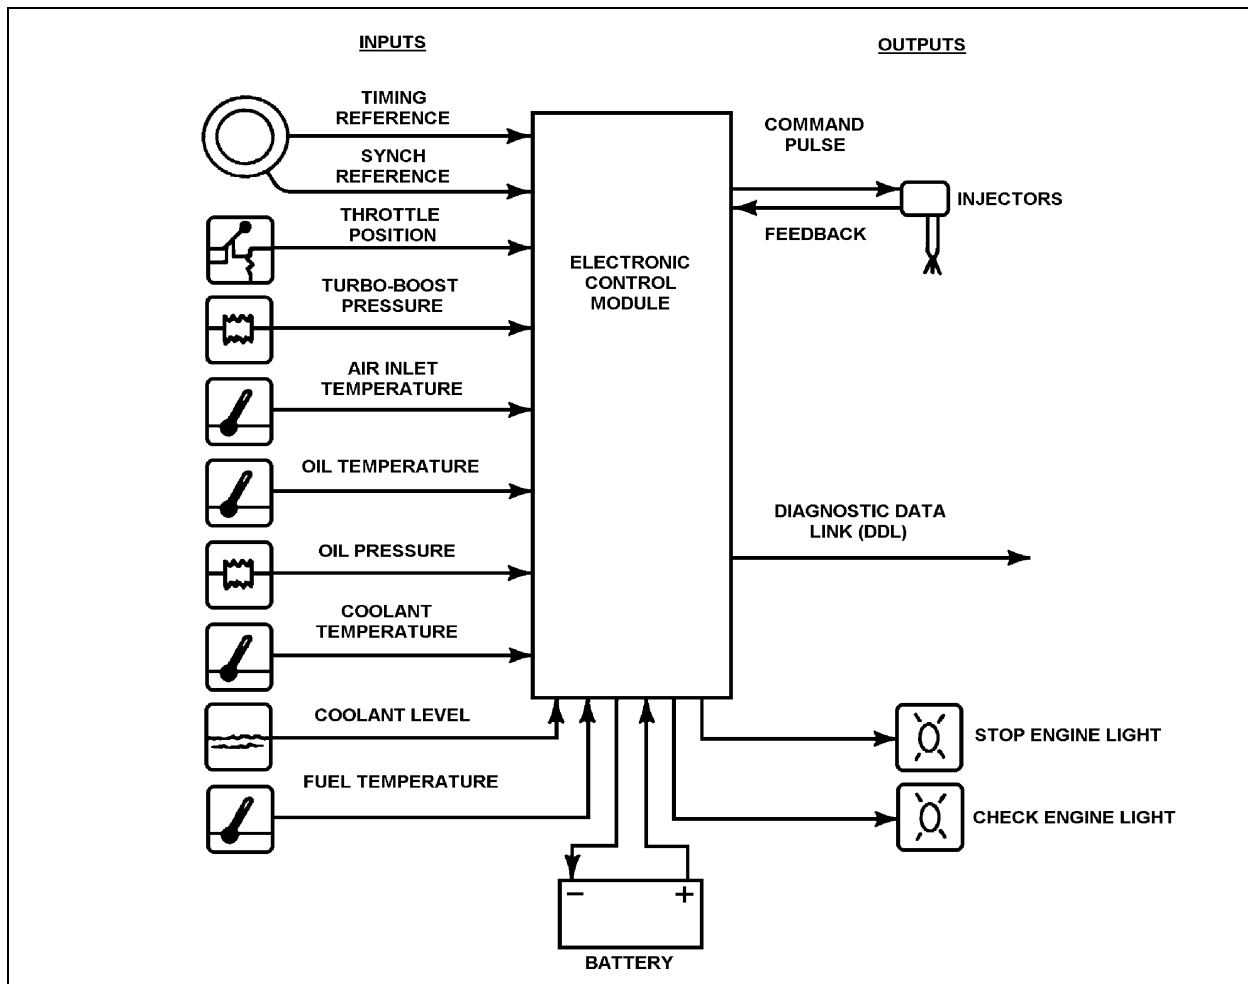 INPUTS
OUTPUTS
TIMING
REFERENCE
SYNCH
REFERENCE
THROTTLE
POSITION
TURBO-BOOST
PRESSURE
AIR INLET
TEMPERATURE
OIL TEMPERATURE
OIL PRESSURE
COOLANT
TEMPERATURE
COOLANT LEVEL
FUEL TEMPERATURE
ELECTRONIC
CONTROL
MODULE
COMMAND
PULSE
INJECTORS
FEEDBACK
DIAGNOSTIC DATA
LINK (DDL)
STOP ENGINE LIGHT
CHECK ENGINE LIGHT
− +
BATTERY